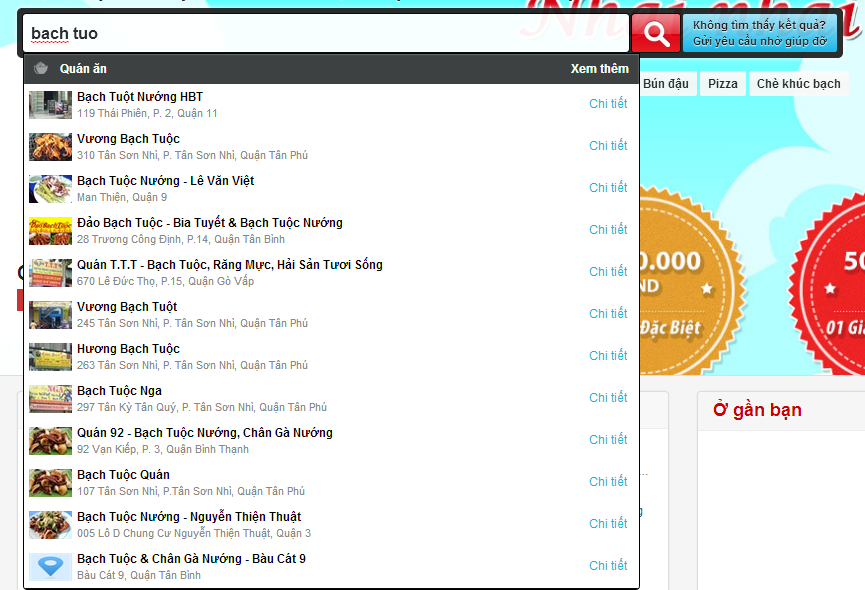 Nhai nhai
bach tuo
Không tìm thấy kết quả?
Gửi yêu cầu nhờ giúp đỡ
Quán ăn
Xem thêm
Bún đậu
Pizza
Chè khúc bạch
Bạch Tuột Nướng HBT
Chi tiết
119 Thái Phiên, P. 2, Quận 11
Vương Bạch Tuộc
Chi tiết
310 Tân Sơn Nhì, P. Tân Sơn Nhì, Quận Tân Phú
Bạch Tuộc Nướng - Lê Văn Việt
Chi tiết
Man Thiện, Quận 9
Đảo Bạch Tuộc - Bia Tuyết & Bạch Tuộc Nướng
Chi tiết
28 Trương Công Định, P.14, Quận Tân Bình
Quán T.T.T - Bạch Tuộc, Răng Mực, Hải Sản Tươi Sống
Chi tiết
670 Lê Đức Thọ, P.15, Quận Gò Vấp
Vương Bạch Tuột
Chi tiết
245 Tân Sơn Nhì, P. Tân Sơn Nhì, Quận Tân Phú
Hương Bạch Tuộc
Chi tiết
263 Tân Sơn Nhì, P. Tân Sơn Nhì, Quận Tân Phú
Bạch Tuộc Nga
Chi tiết
297 Tân Kỳ Tân Quý, P. Tân Sơn Nhì, Quận Tân Phú
Quán 92 - Bạch Tuộc Nướng, Chân Gà Nướng
Chi tiết
92 Vạn Kiếp, P. 3, Quận Bình Thạnh
Bạch Tuộc Quán
Chi tiết
107 Tân Sơn Nhì, P.Tân Sơn Nhì, Quận Tân Phú
Bạch Tuộc Nướng - Nguyễn Thiện Thuật
Chi tiết
005 Lô D Chung Cư Nguyễn Thiện Thuật, Quận 3
Bạch Tuộc & Chân Gà Nướng - Bàu Cát 9
Chi tiết
Bàu Cát 9, Quận Tân Bình
0.000
ND
Đặc Biệt
50
01 Giả
Ở gần bạn